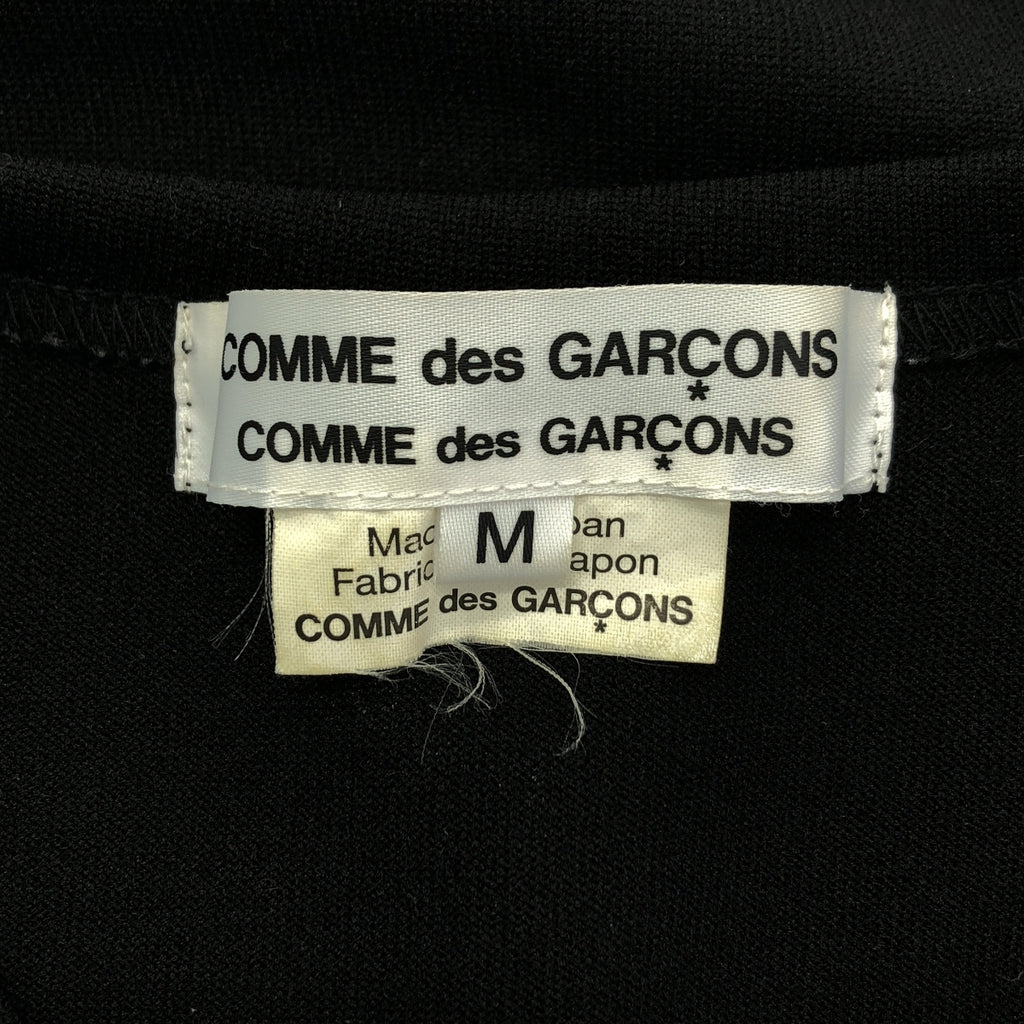 COMME des GARÇONS
*
COMME des GARÇONS
*
M
Mac pan
Fabric apon
COMME des GARÇONS
*